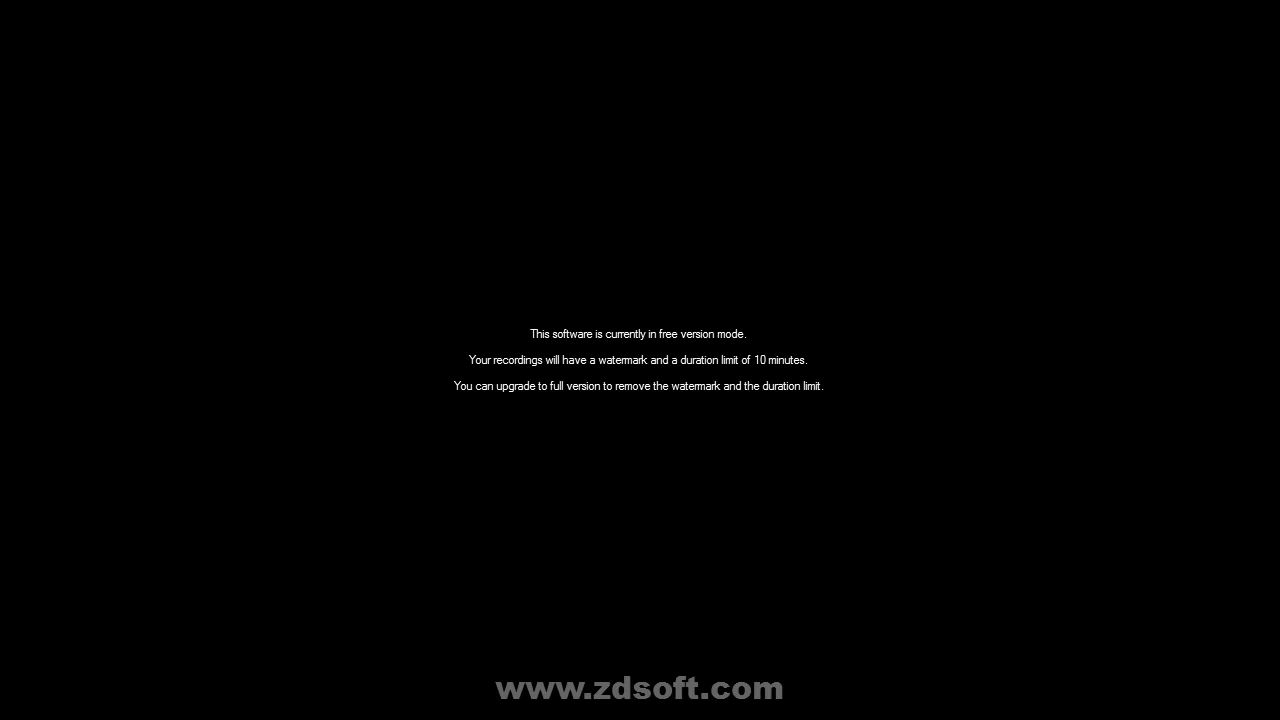 This software is currently in free version mode.
Your recordings will have a watermark and a duration limit of 10 minutes.
You can upgrade to full version to remove the watermark and the duration limit.
www.zdsoft.com